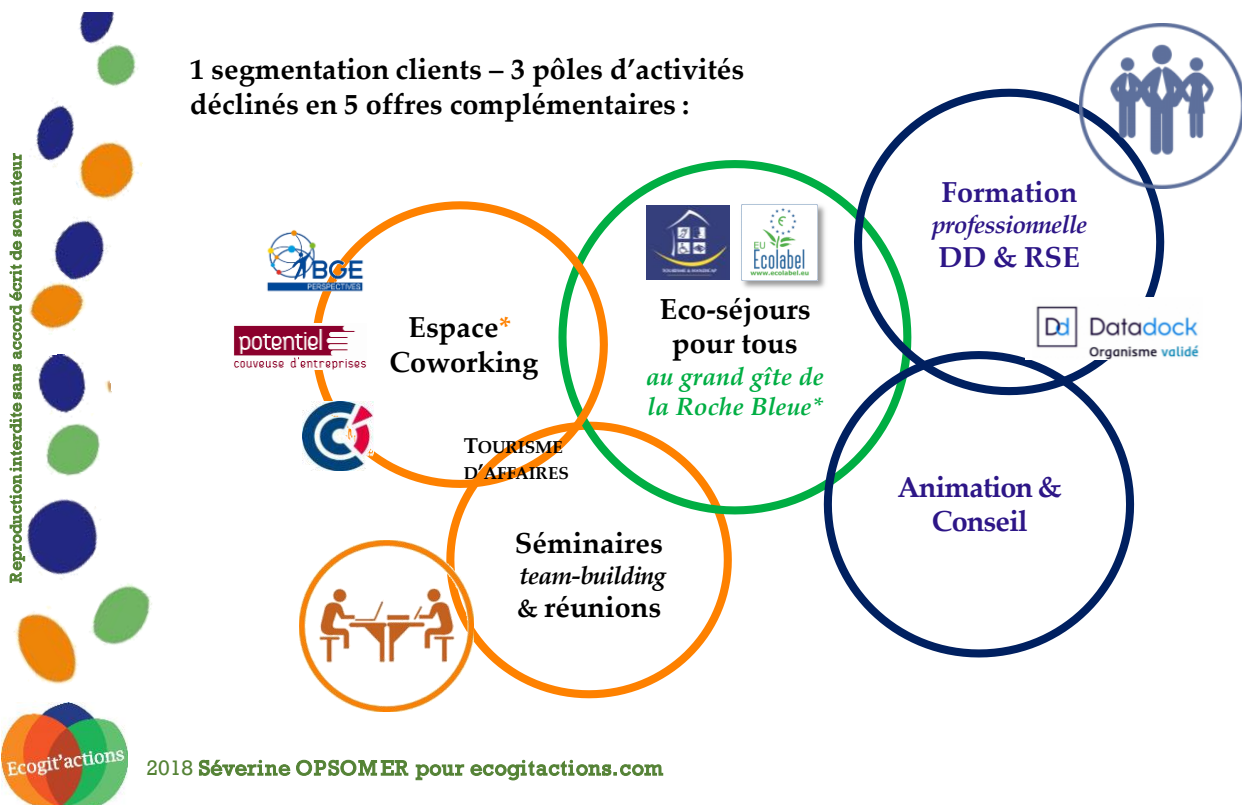 1 segmentation clients – 3 pôles d'activités
déclinés en 5 offres complémentaires :
Reproduction interdite sans accord écrit de son auteur
BGE
PERSPECTIVES
potentiel
couveuse d'entreprises
Espace*
Coworking
TOURISME & HANDICAP
EU
Ecolabel
www.ecolabel.eu
Eco-séjours
pour tous
au grand gîte de
la Roche Bleue*
Formation
professionnelle
DD & RSE
Dd Datadock
Organisme validé
TOURISME
D'AFFAIRES
Animation &
Conseil
Séminaires
team-building
& réunions
Ecogit'actions
2018 Séverine OPSOMER pour ecogitactions.com